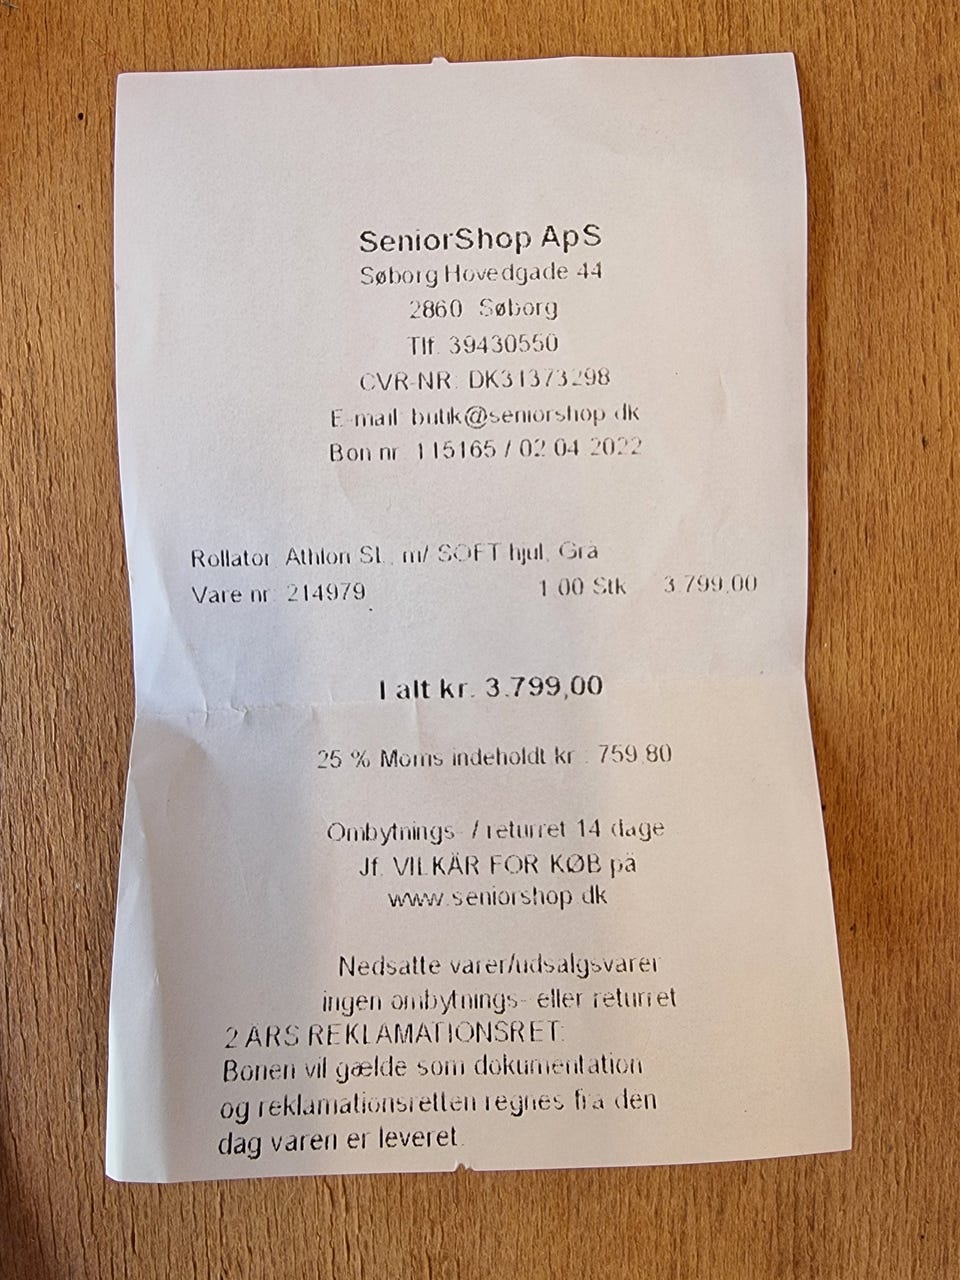 SeniorShop ApS
Søborg Hovedgade 44
2860 Søborg
Tlf. 39430550
CVR-NR. DK31373298
E-mail: butik@seniorshop.dk
Bon nr. 115165 / 02.04.2022
Rollator Athlon SL, m/ SOFT hjul, Grå
Vare nr. 214979 1,00 Stk 3.799,00
I alt kr. 3.799,00
25 % Moms indeholdt kr.: 759,80
Ombytnings- / returret 14 dage
Jf. VILKÅR FOR KØB på
www.seniorshop.dk
Nedsatte varer/udsalgsvarer
ingen ombytnings- eller returret
2 ÅRS REKLAMATIONSRET:
Bonen vil gælde som dokumentation
og reklamationsretten regnes fra den
dag varen er leveret.